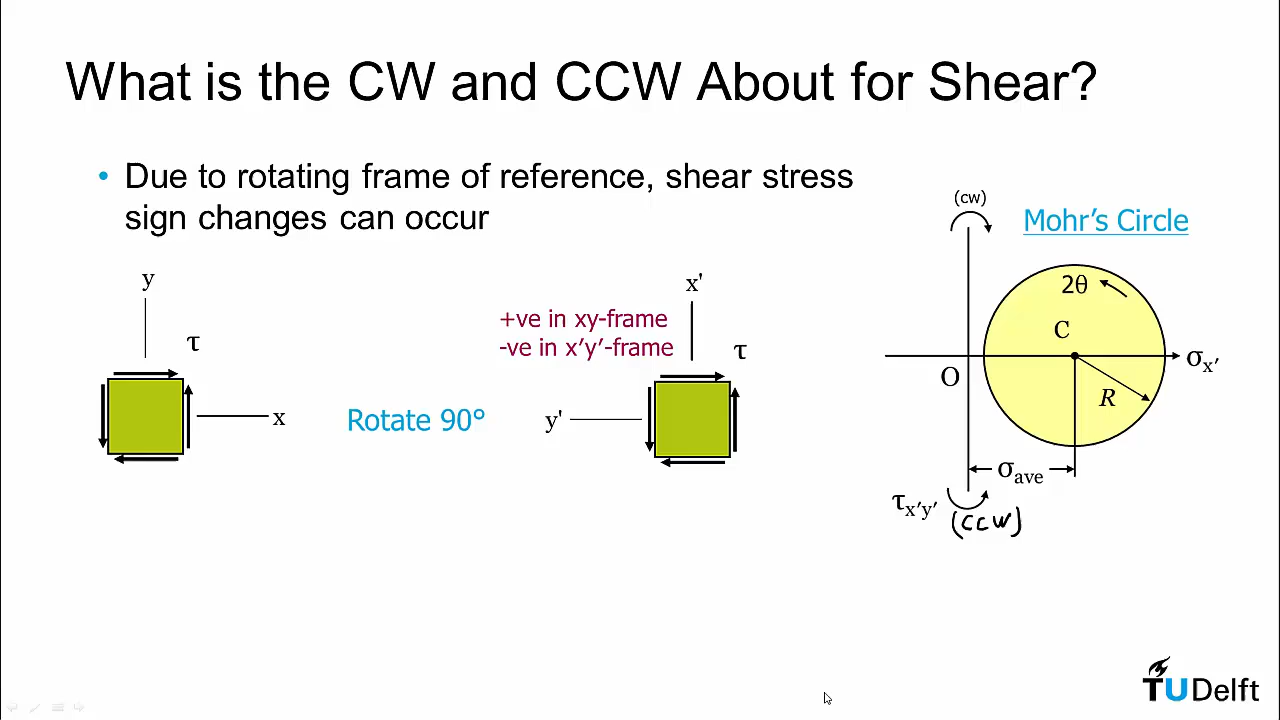 What is the CW and CCW About for Shear?
• Due to rotating frame of reference, shear stress
sign changes can occur
y
τ
x
Rotate 90°
x'
+ve in xy-frame
-ve in x′y′-frame
τ
y'
(cw)
Mohr's Circle
2θ
C
O
R
σx′
σave
τx′y′
(CCW)
TUDelft